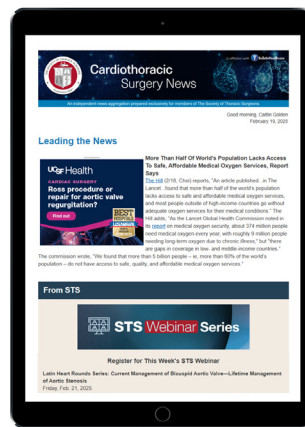 Cardiothoracic
Surgery News
in affiliation with
BulletinHealthcare
An independent news aggregation prepared exclusively for members of The Society of Thoracic Surgeons.
Good morning, Caitlin Golden
February 19, 2025
Leading the News
UCSF Health
CARDIAC SURGERY
Ross procedure or
repair for aortic valve
regurgitation?
Find out
BEST
HOSPITALS
More Than Half Of World's Population Lacks Access
To Safe, Affordable Medical Oxygen Services, Report
Says
The Hill (2/18, Choi) reports, "An article published...in The
Lancet...found that more than half of the world's population
lacks access to safe and affordable medical oxygen services,
and most people outside of high-income countries go without
adequate oxygen services for their medical conditions." The
Hill adds, "As the Lancet Global Health Commission noted in
its report on medical oxygen security, about 374 million people
need medical oxygen every year, with roughly 9 million people
needing long-term oxygen due to chronic illness," but "there
are gaps in coverage in low- and middle-income countries."
The commission wrote, "We found that more than 5 billion people – ie, more than 60% of the world's
population – do not have access to safe, quality, and affordable medical oxygen services."
From STS
STS Webinar Series
Register for This Week's STS Webinar
Latin Heart Rounds Series: Current Management of Bicuspid Aortic Valve—Lifetime Management
of Aortic Stenosis
Friday, Feb. 21, 2025